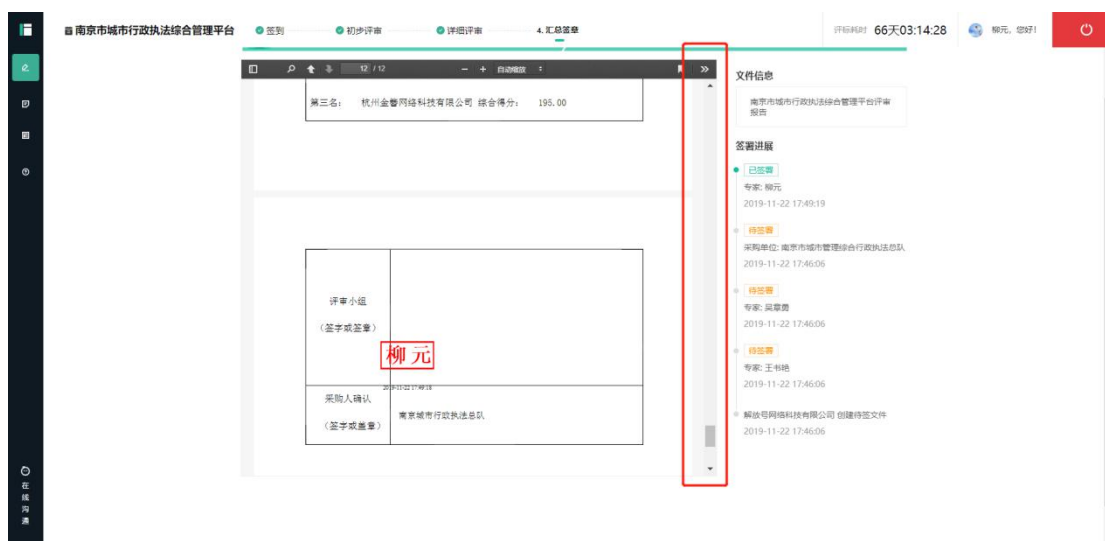 南京市城市行政执法综合管理平台
签到
初步评审
详细评审
4. 汇总签章
评标耗时 66天03:14:28
柳元, 您好!
12 / 12
自动缩放
第三名: 杭州金誊网络科技有限公司 综合得分: 195.00
评审小组
(签字或签章)
柳元
2019-11-22 17:49:18
采购人确认
(签字或盖章)
南京城市行政执法总队
文件信息
南京市城市行政执法综合管理平台评审
报告
签署进展
已签署
专家: 柳元
2019-11-22 17:49:19
待签署
采购单位: 南京市城市管理综合行政执法总队
2019-11-22 17:46:06
待签署
专家: 吴章茵
2019-11-22 17:46:06
待签署
专家: 王书艳
2019-11-22 17:46:06
解放号网络科技有限公司 创建待签文件
2019-11-22 17:46:06
在线沟通